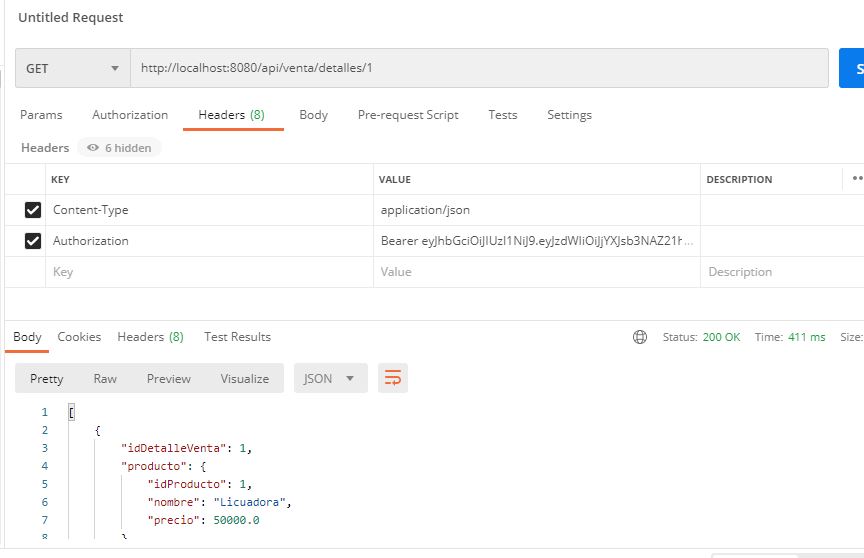 Untitled Request
GET http://localhost:8080/api/venta/detalles/1
Params Authorization Headers (8) Body Pre-request Script Tests Settings
Headers 6 hidden
KEY VALUE DESCRIPTION
Content-Type application/json
Authorization
Bearer
Key Value Description
Body Cookies Headers (8) Test Results Status: 200 OK Time: 411 ms Size:
Pretty Raw Preview Visualize JSON
1 [
2 {
3 "idDetalleVenta": 1,
4 "producto": {
5 "idProducto": 1,
6 "nombre": "Licuadora",
7 "precio": 50000.0
8 }